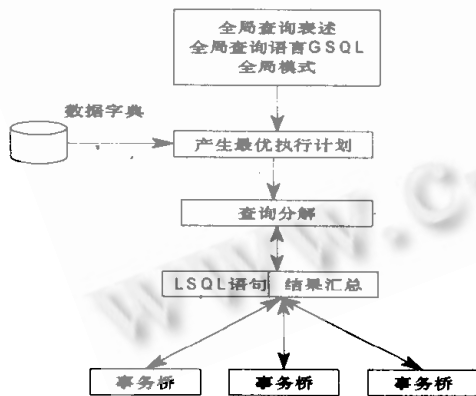 全局查询表述
全局查询语言GSQL
全局模式
数据字典
产生最优执行计划
查询分解
LSQL语句 结果汇总
事务桥 事务桥 事务桥